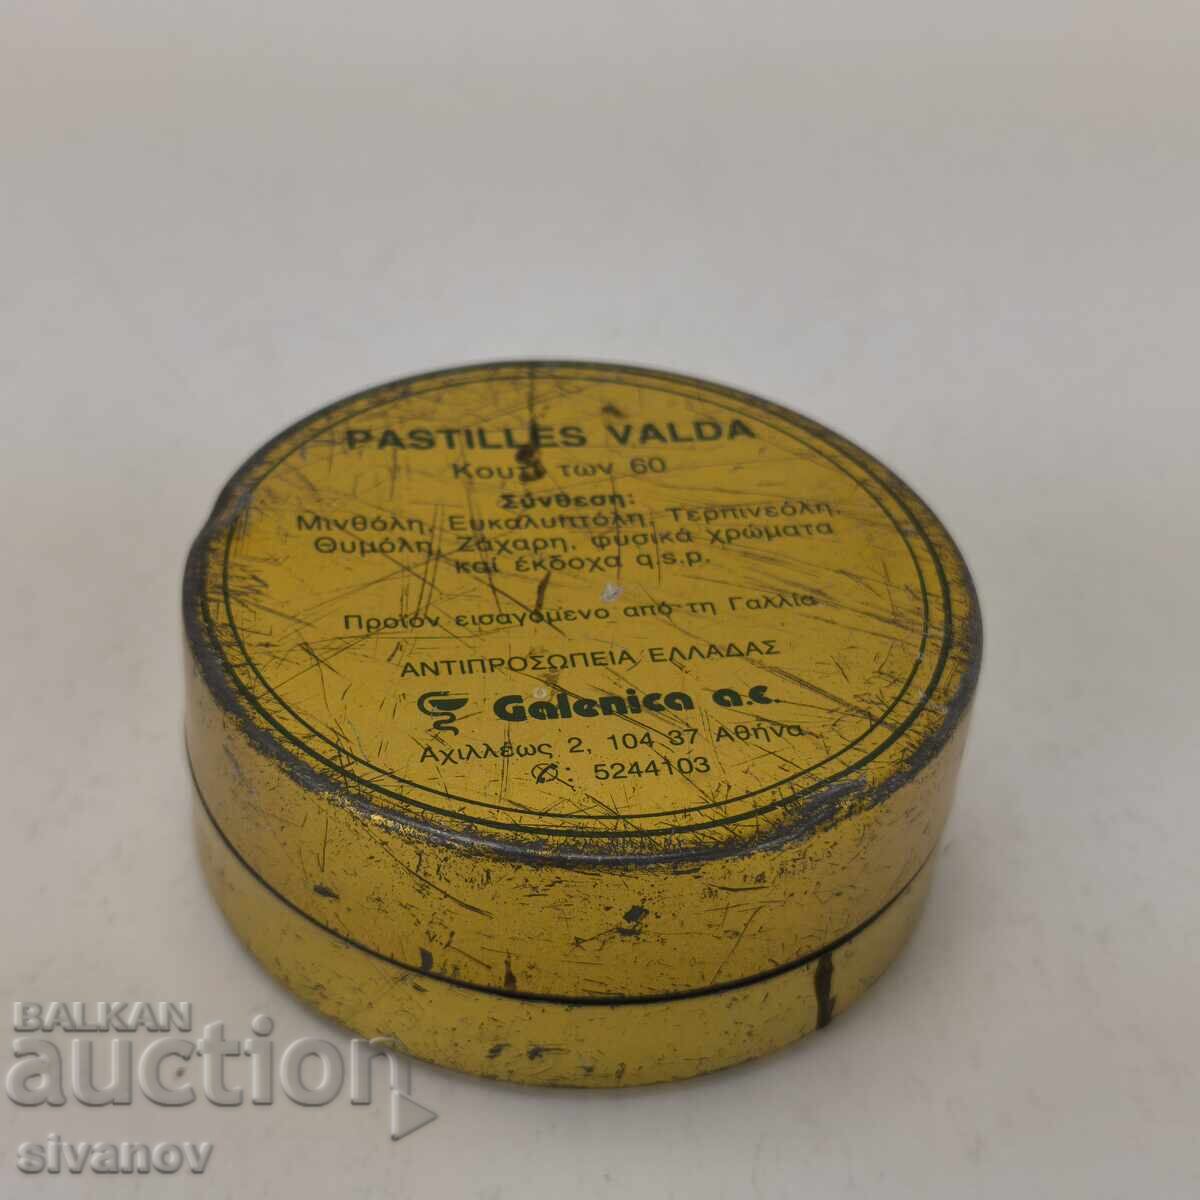 PASTILLES VALDA
Κουτί των 60
Σύνθεση:
Μινθόλη, Ευκαλυπτόλη, Τερπινεόλη,
Θυμόλη, Ζάχαρη, φυσικά χρώματα
και έκδοχα q.s.p.
Προϊόν εισαγόμενο από τη Γαλλία
ΑΝΤΙΠΡΟΣΩΠΕΙΑ ΕΛΛΑΔΑΣ
Galenica a.e.
Αχιλλέως 2, 104 37 Αθήνα
✆: 5244103
BALKAN
auction
sivanov